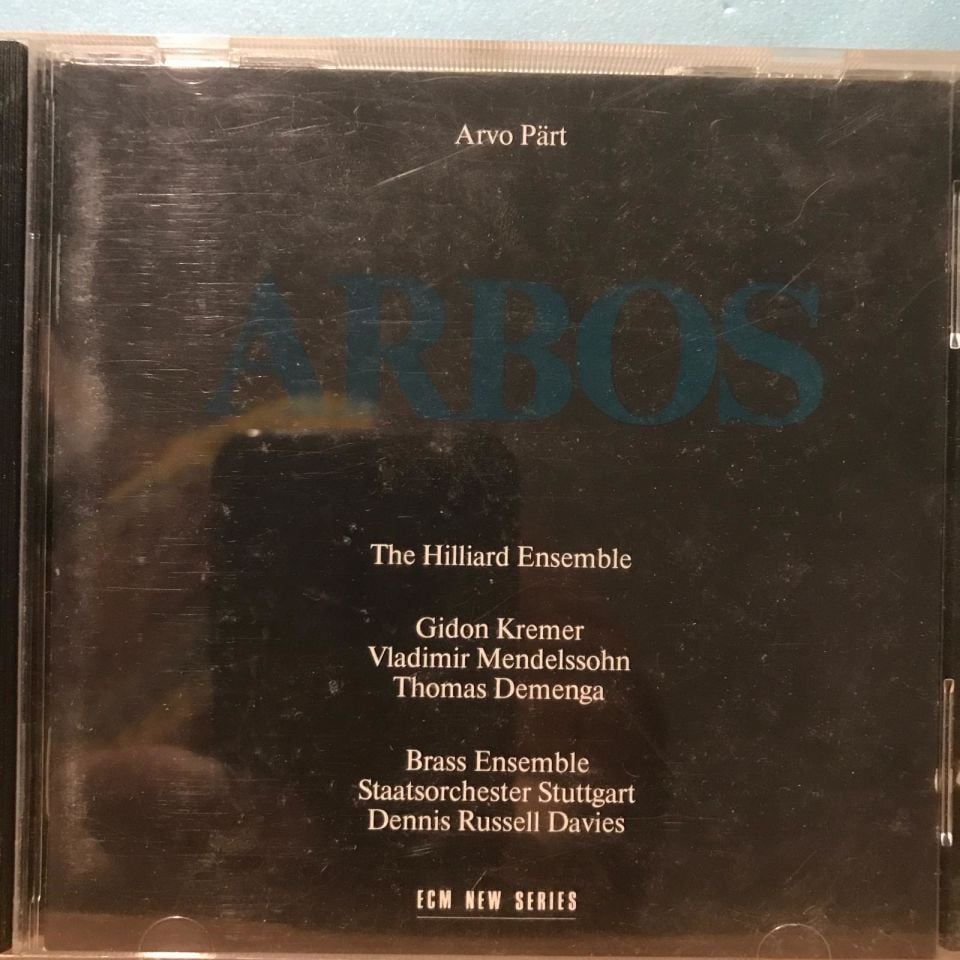 Arvo Pärt
ARBOS
The Hilliard Ensemble
Gidon Kremer
Vladimir Mendelssohn
Thomas Demenga
Brass Ensemble
Staatsorchester Stuttgart
Dennis Russell Davies
ECM NEW SERIES